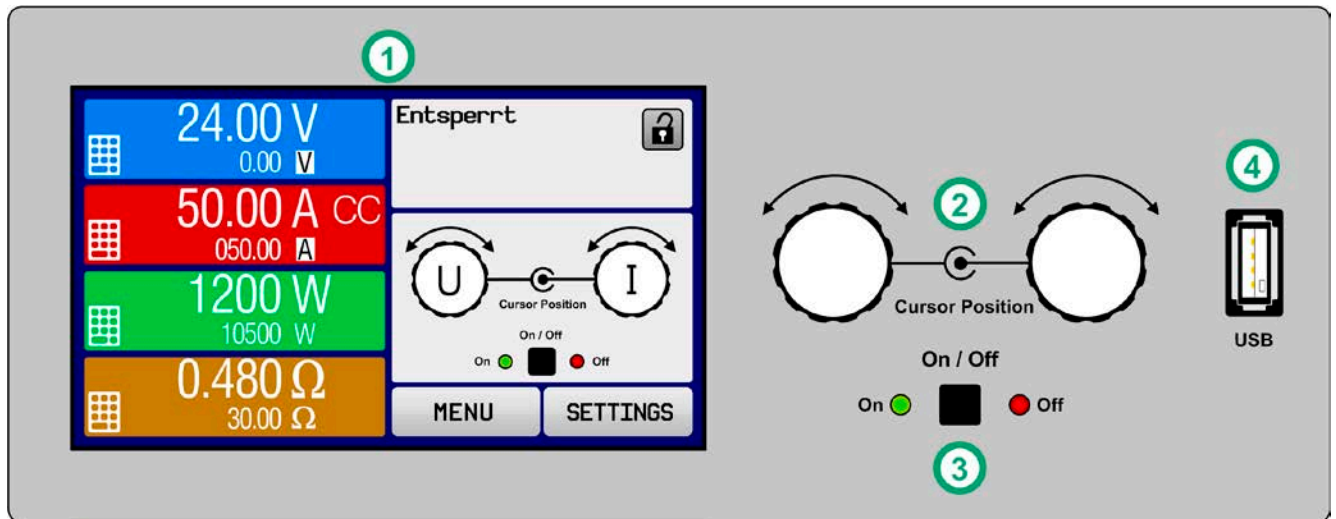 1
24.00 V
0.00 V
50.00 A CC
050.00 A
1200 W
10500 W
0.480 Ω
30.00 Ω
Entsperrt
U
I
Cursor Position
On / Off
On
Off
MENU
SETTINGS
2
Cursor Position
On / Off
On
Off
3
4
USB